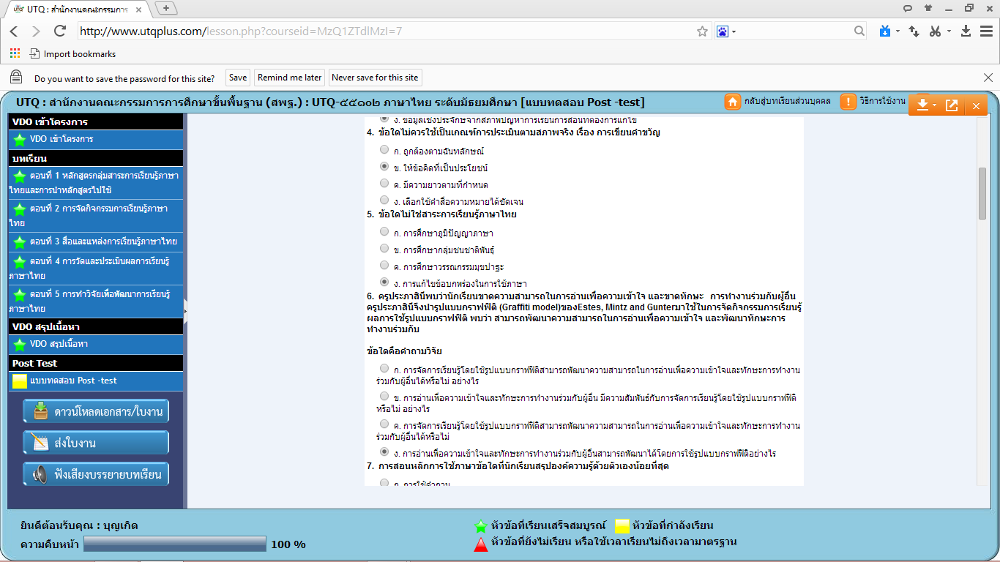 UTQ : สำนักงานคณะกรรมการ
http://www.utqplus.com/lesson.php?courseid=MzQ1ZTdlMzI=7
Import bookmarks
Do you want to save the password for this site?
Save
Remind me later
Never save for this site
UTQ : สำนักงานคณะกรรมการการศึกษาขั้นพื้นฐาน (สพฐ.) : UTQ-๕๕๑๐๒ ภาษาไทย ระดับมัธยมศึกษา [แบบทดสอบ Post -test]
กลับสู่บทเรียนส่วนบุคคล
วิธีการใช้งาน
VDO เข้าโครงการ
VDO เข้าโครงการ
บทเรียน
ตอนที่ 1 หลักสูตรกลุ่มสาระการเรียนรู้ภาษา
ไทยและการนำหลักสูตรไปใช้
ตอนที่ 2 การจัดกิจกรรมการเรียนรู้ภาษา
ไทย
ตอนที่ 3 สื่อและแหล่งการเรียนรู้ภาษาไทย
ตอนที่ 4 การวัดและประเมินผลการเรียนรู้
ภาษาไทย
ตอนที่ 5 การทำวิจัยเพื่อพัฒนาการเรียนรู้
ภาษาไทย
VDO สรุปเนื้อหา
VDO สรุปเนื้อหา
Post Test
แบบทดสอบ Post -test
ดาวน์โหลดเอกสาร/ใบงาน
ส่งใบงาน
ฟังเสียงบรรยายบทเรียน
ง. ข้อมูลเชิงประจักษ์จากสภาพปัญหาการเรียนการสอนที่ต้องการแก้ไข
4. ข้อใดไม่ควรใช้เป็นเกณฑ์การประเมินตามสภาพจริง เรื่อง การเขียนคำขวัญ
ก. ถูกต้องตามฉันทลักษณ์
ข. ให้ข้อคิดที่เป็นประโยชน์
ค. มีความยาวตามที่กำหนด
ง. เลือกใช้คำสื่อความหมายได้ชัดเจน
5. ข้อใดไม่ใช่สาระการเรียนรู้ภาษาไทย
ก. การศึกษาภูมิปัญญาภาษา
ข. การศึกษากลุ่มชนชาติพันธุ์
ค. การศึกษาวรรณกรรมมุขปาฐะ
ง. การแก้ไขข้อบกพร่องในการใช้ภาษา
6. ครูประภาสินีพบว่านักเรียนขาดความสามารถในการอ่านเพื่อความเข้าใจ และขาดทักษะ การทำงานร่วมกับผู้อื่น
ครูประภาสินีจึงนำรูปแบบกราฟฟิติ (Graffiti model)ของEstes, Mintz and Gunterมาใช้ในการจัดกิจกรรมการเรียนรู้
ผลการใช้รูปแบบกราฟฟิติ พบว่า สามารถพัฒนาความสามารถในการอ่านเพื่อความเข้าใจ และพัฒนาทักษะการ
ทำงานร่วมกับ
ข้อใดคือคำถามวิจัย
ก. การจัดการเรียนรู้โดยใช้รูปแบบกราฟฟิติสามารถพัฒนาความสามารถในการอ่านเพื่อความเข้าใจและทักษะการทำงาน
ร่วมกับผู้อื่นได้หรือไม่ อย่างไร
ข. การอ่านเพื่อความเข้าใจและทักษะการทำงานร่วมกับผู้อื่น มีความสัมพันธ์กับการจัดการเรียนรู้โดยใช้รูปแบบกราฟฟิติ
หรือไม่ อย่างไร
ค. การจัดการเรียนรู้โดยใช้รูปแบบกราฟฟิติสามารถพัฒนาความสามารถในการอ่านเพื่อความเข้าใจและทักษะการทำงาน
ร่วมกับผู้อื่นได้หรือไม่
ง. การอ่านเพื่อความเข้าใจและทักษะการทำงานร่วมกับผู้อื่นสามารถพัฒนาได้โดยการใช้รูปแบบกราฟฟิติอย่างไร
7. การสอนหลักการใช้ภาษาข้อใดที่นักเรียนสรุปองค์ความรู้ด้วยตัวเองน้อยที่สุด
ก. การใช้คำถาม
ยินดีต้อนรับคุณ : บุญเกิด
ความคืบหน้า 100 %
หัวข้อที่เรียนเสร็จสมบูรณ์
หัวข้อที่กำลังเรียน
หัวข้อที่ยังไม่เรียน หรือใช้เวลาเรียนไม่ถึงเวลามาตรฐาน